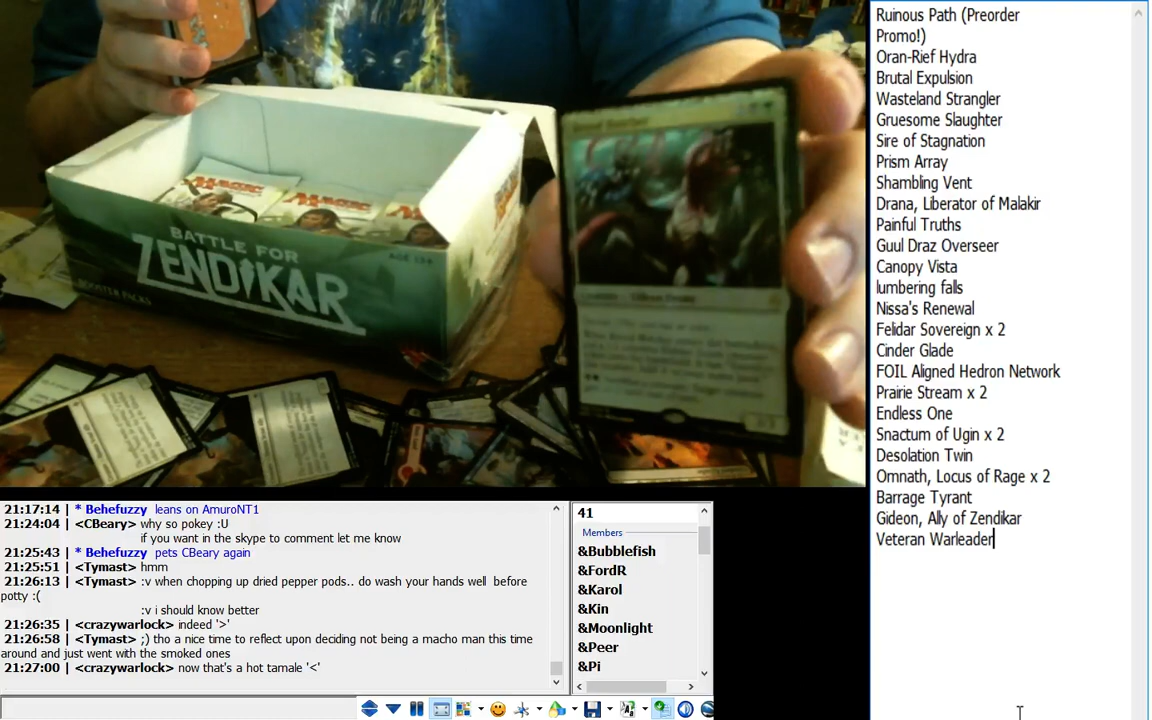 BATTLE FOR
ZENDIKAR
BOOSTER PACKS
MAGIC
MAGIC
Ruinous Path (Preorder
Promo!)
Oran-Rief Hydra
Brutal Expulsion
Wasteland Strangler
Gruesome Slaughter
Sire of Stagnation
Prism Array
Shambling Vent
Drana, Liberator of Malakir
Painful Truths
Guul Draz Overseer
Canopy Vista
lumbering falls
Nissa's Renewal
Felidar Sovereign x 2
Cinder Glade
FOIL Aligned Hedron Network
Prairie Stream x 2
Endless One
Snactum of Ugin x 2
Desolation Twin
Omnath, Locus of Rage x 2
Barrage Tyrant
Gideon, Ally of Zendikar
Veteran Warleader
21:17:14 | * Behefuzzy leans on AmuroNT1
21:24:04 | <CBeary> why so pokey :U
if you want in the skype to comment let me know
21:25:43 | * Behefuzzy pets CBeary again
21:25:51 | <Tymast> hmm
21:26:13 | <Tymast> :v when chopping up dried pepper pods.. do wash your hands well before
potty :(
:v i should know better
21:26:35 | <crazywarlock> indeed '>'
21:26:58 | <Tymast> ;) tho a nice time to reflect upon deciding not being a macho man this time
around and just went with the smoked ones
21:27:00 | <crazywarlock> now that's a hot tamale '<'
41
Members
&Bubblefish
&FordR
&Karol
&Kin
&Moonlight
&Peer
&Pi